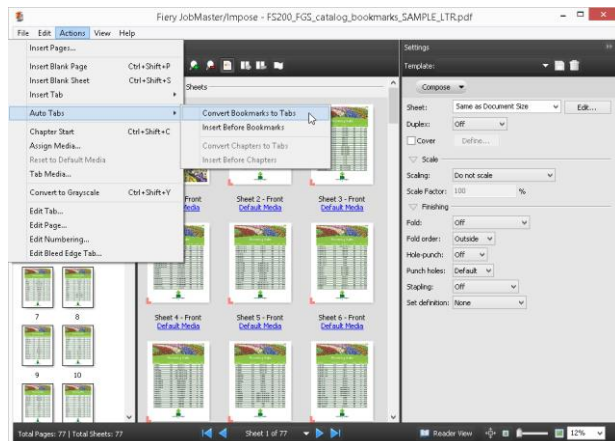 Fiery JobMaster/Impose - FS200_FGS_catalog_bookmarks_SAMPLE_LTR.pdf
File Edit Actions View Help
Insert Pages...
Insert Blank Page Ctrl+Shift+P
Insert Blank Sheet Ctrl+Shift+S
Insert Tab
Auto Tabs
Chapter Start Ctrl+Shift+C
Assign Media...
Reset to Default Media
Tab Media...
Convert to Grayscale Ctrl+Shift+Y
Edit Tab...
Edit Page...
Edit Numbering...
Edit Bleed Edge Tab...
Convert Bookmarks to Tabs
Insert Before Bookmarks
Convert Chapters to Tabs
Insert Before Chapters
7 8
9 10
Sheets
Front Sheet 2 - Front Sheet 3 - Front
Media Default Media Default Media
Sheet 4 - Front Sheet 5 - Front Sheet 6 - Front
Default Media Default Media Default Media
Settings
Template:
Compose
Sheet: Same as Document Size Edit...
Duplex: Off
Cover Define...
Scale
Scaling: Do not scale
Scale Factor: 100 %
Finishing
Fold: Off
Fold order: Outside
Hole-punch: Off
Punch holes: Default
Stapling: Off
Set definition: None
Total Pages: 77 | Total Sheets: 77 Sheet 1 of 77 Reader View 12%